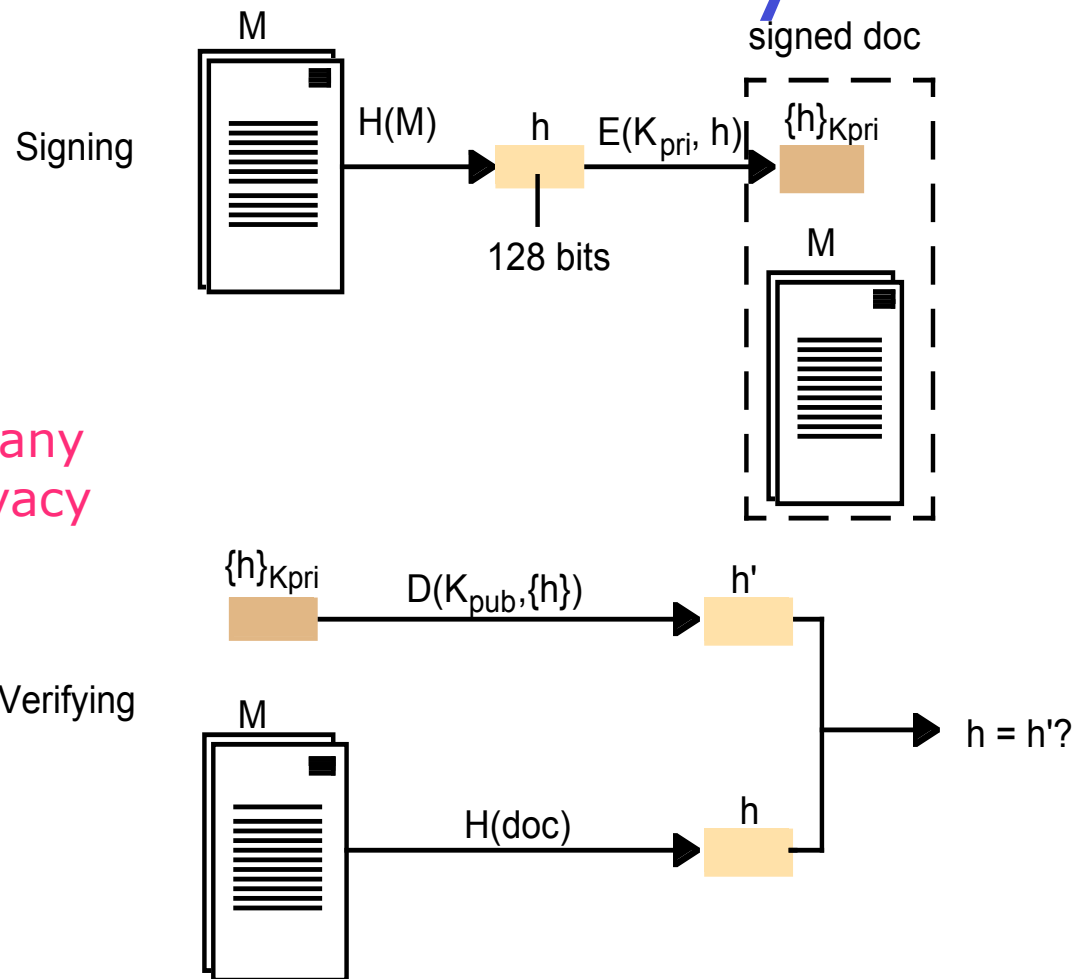 M
signed doc
Signing
H(M)
h
E(Kpri, h)
{h}Kpri
128 bits
M
any
vacy
{h}Kpri
D(Kpub,{h})
h'
Verifying
M
h = h'?
H(doc)
h